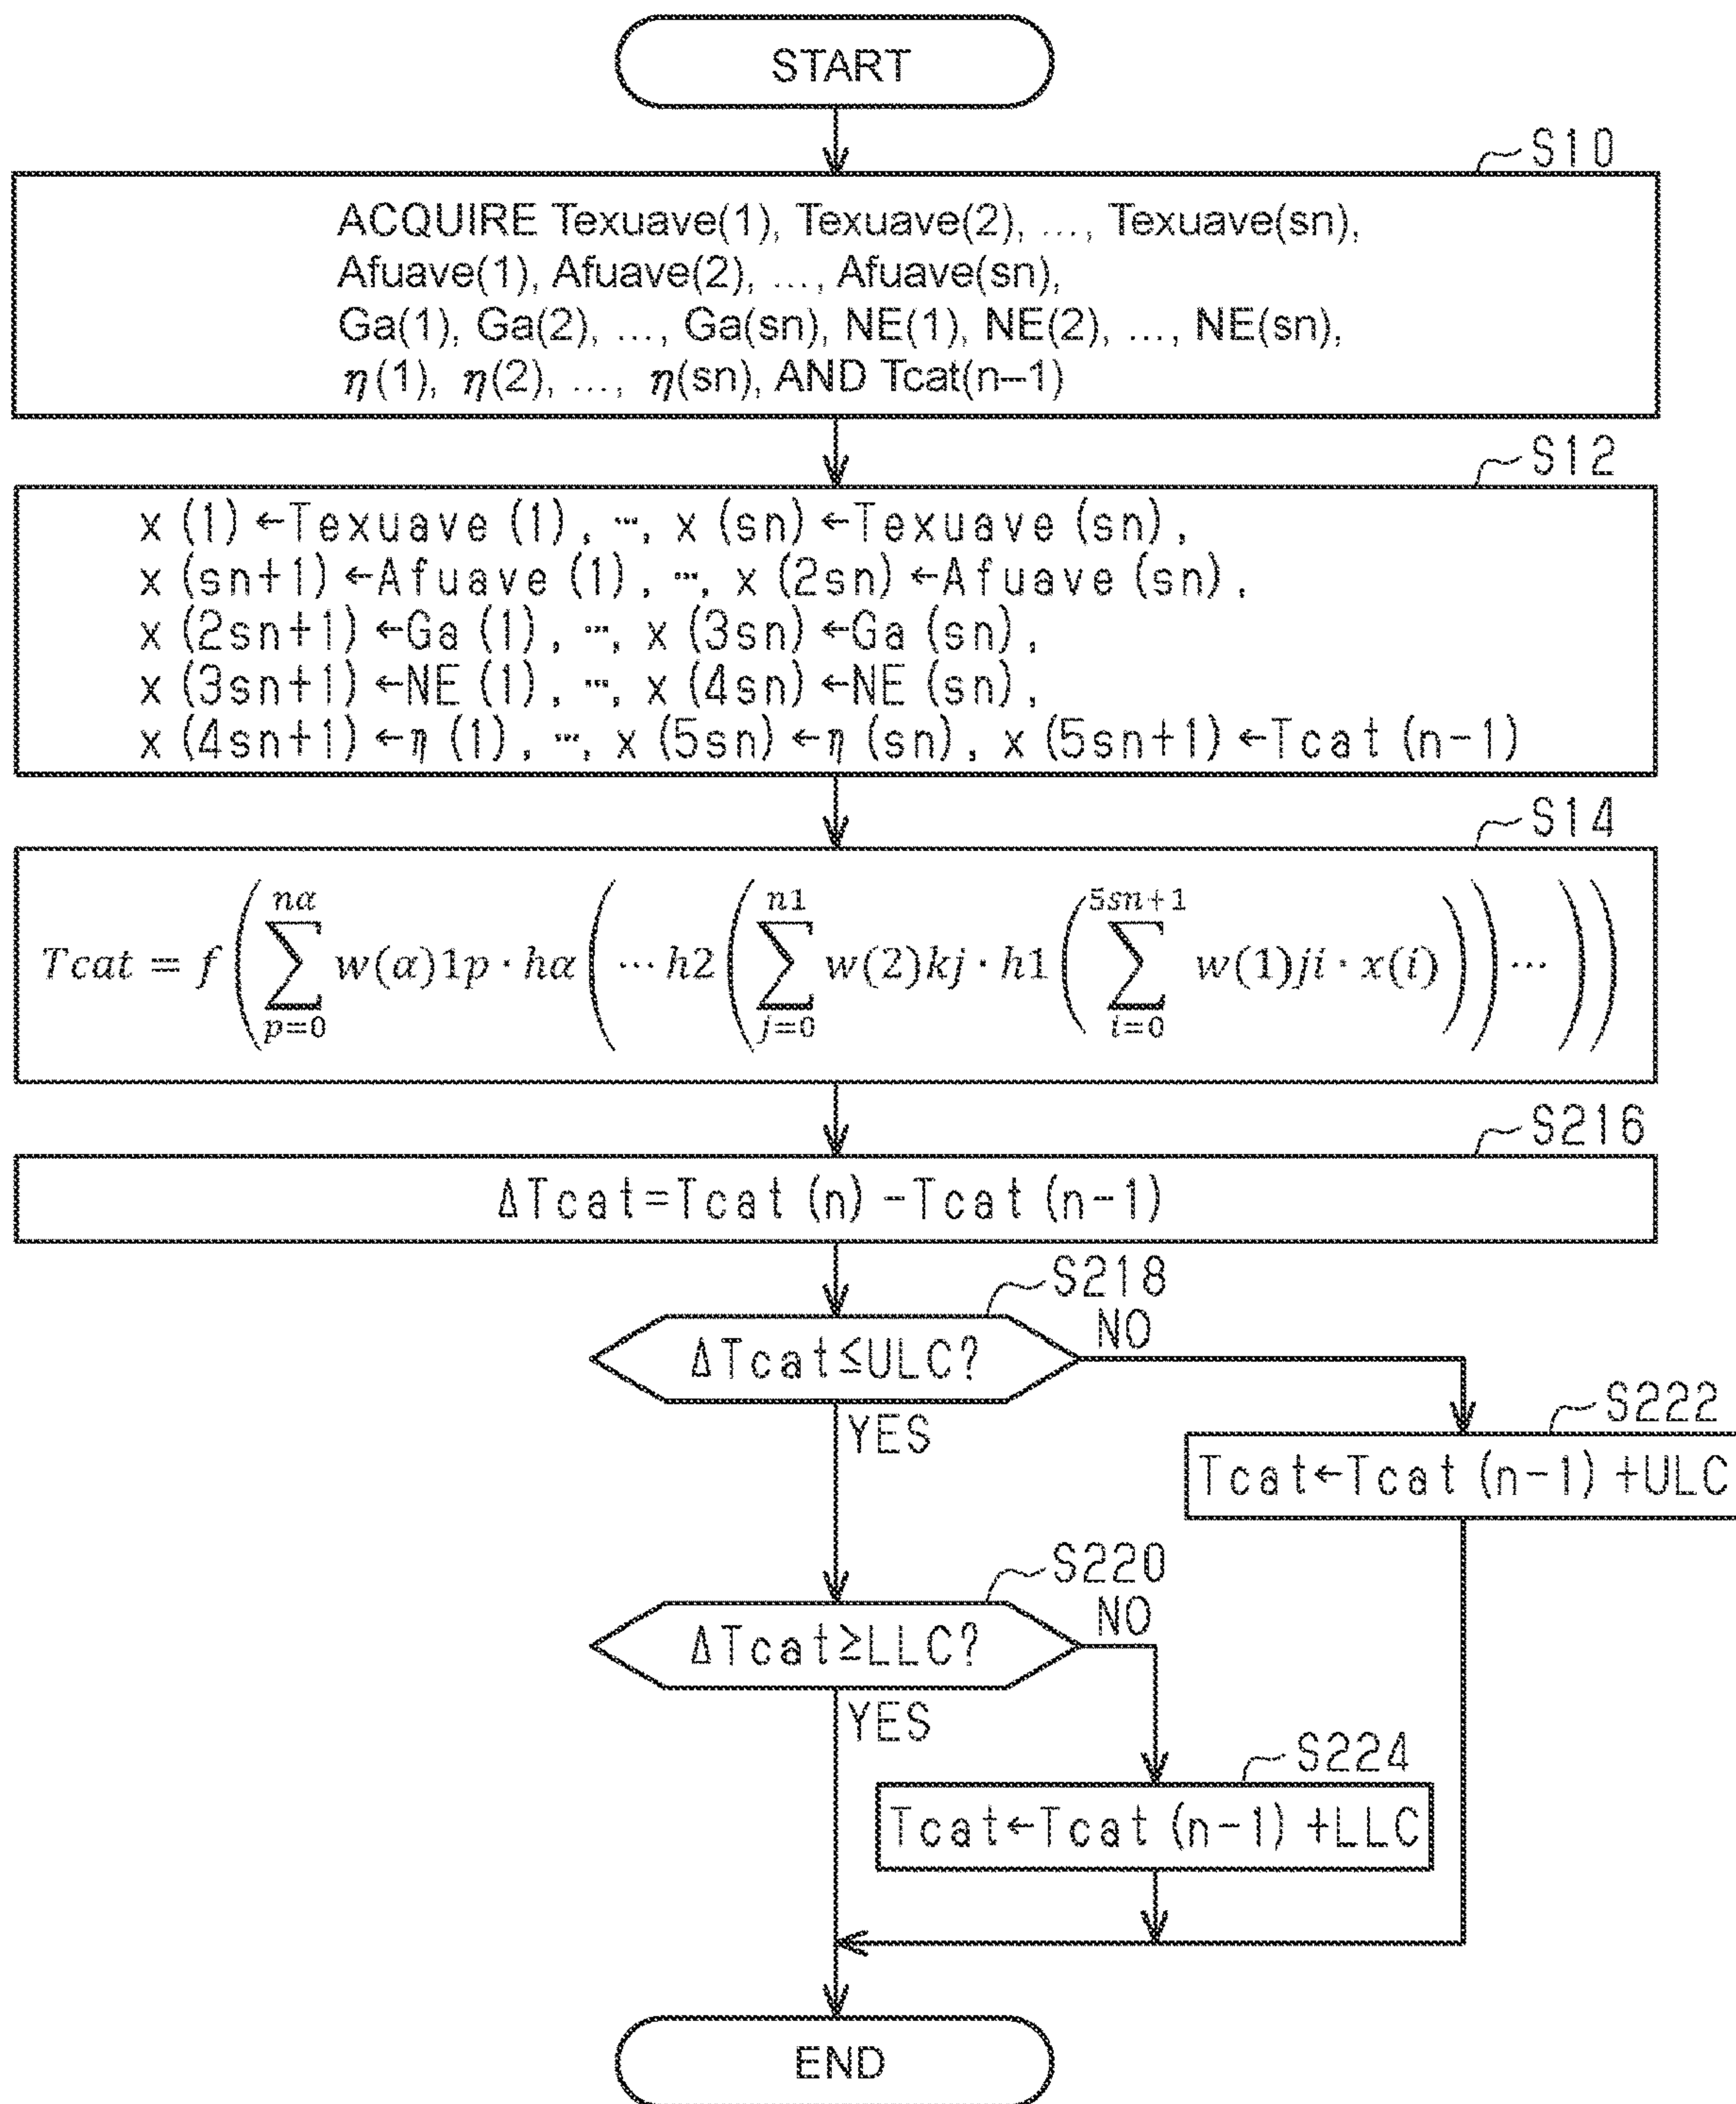 START
S10
ACQUIRE Texuave(1), Texuave(2), ..., Texuave(sn),
Afuave(1), Afuave(2), ..., Afuave(sn),
Ga(1), Ga(2), ..., Ga(sn), NE(1), NE(2), ..., NE(sn),
η(1), η(2), ..., η(sn), AND Tcat(n–1)
S12
x(1)←Texuave(1), …, x(sn)←Texuave(sn),
x(sn+1)←Afuave(1), …, x(2sn)←Afuave(sn),
x(2sn+1)←Ga(1), …, x(3sn)←Ga(sn),
x(3sn+1)←NE(1), …, x(4sn)←NE(sn),
x(4sn+1)←η(1), …, x(5sn)←η(sn), x(5sn+1)←Tcat(n-1)
S14
Tcat = f(∑_{p=0}^{nα} w(α)1p · hα(… h2(∑_{j=0}^{n1} w(2)kj · h1(∑_{i=0}^{5sn+1} w(1)ji · x(i))) …))
S216
ΔTcat=Tcat(n)-Tcat(n-1)
S218
ΔTcat≦ULC?
NO
YES
S222
Tcat←Tcat(n-1)+ULC
S220
ΔTcat≧LLC?
NO
YES
S224
Tcat←Tcat(n-1)+LLC
END